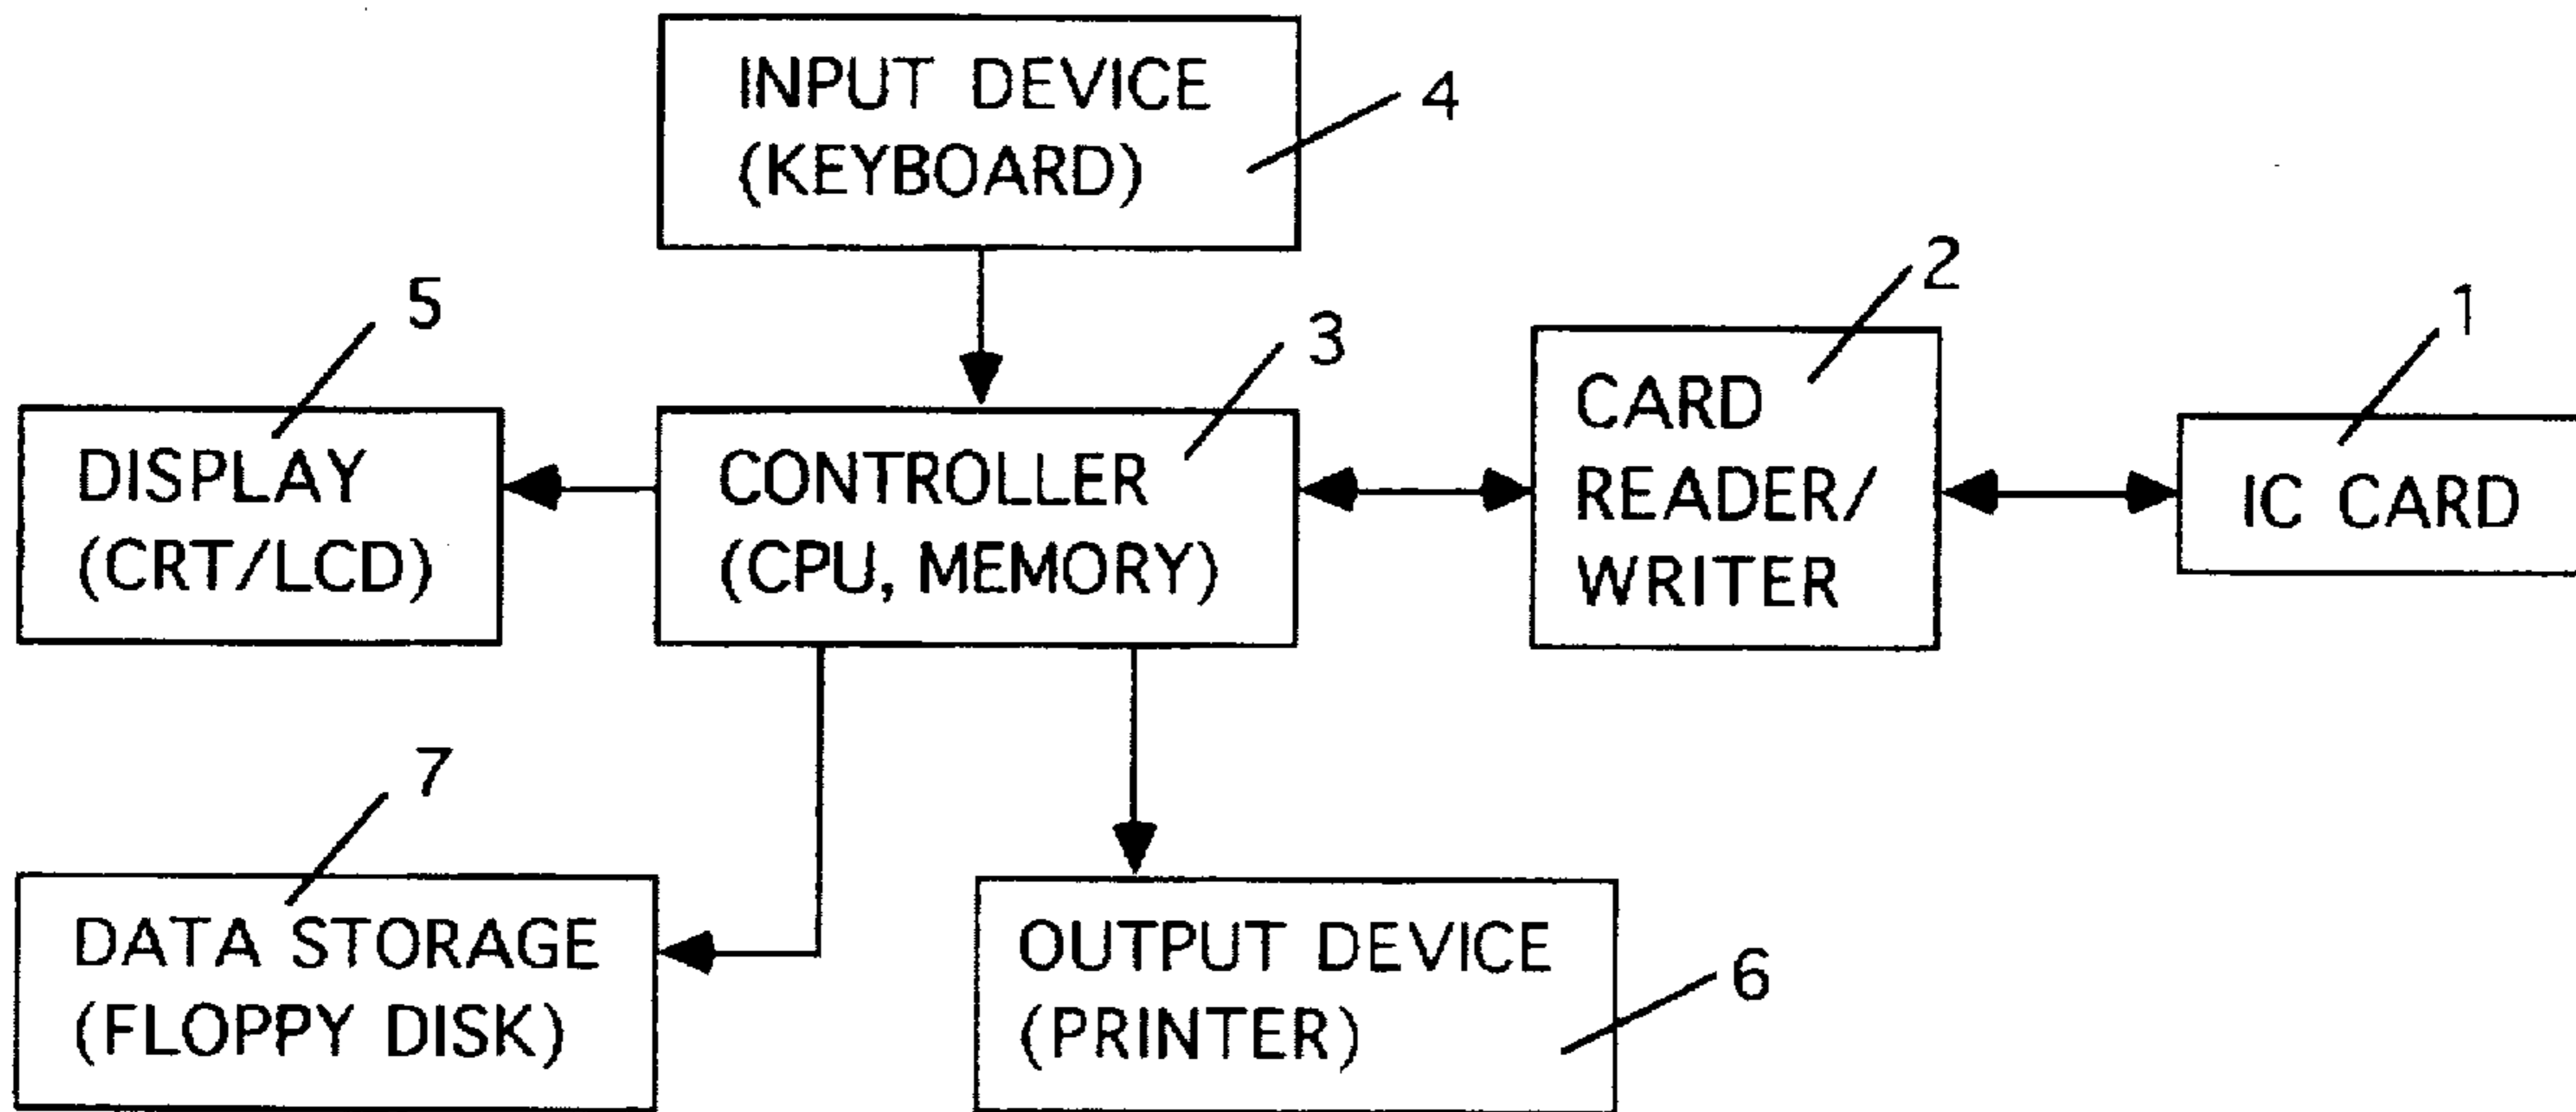 INPUT DEVICE
(KEYBOARD)
4
5
DISPLAY
(CRT/LCD)
3
CONTROLLER
(CPU, MEMORY)
2
CARD
READER/
WRITER
1
IC CARD
7
DATA STORAGE
(FLOPPY DISK)
OUTPUT DEVICE
(PRINTER)
6